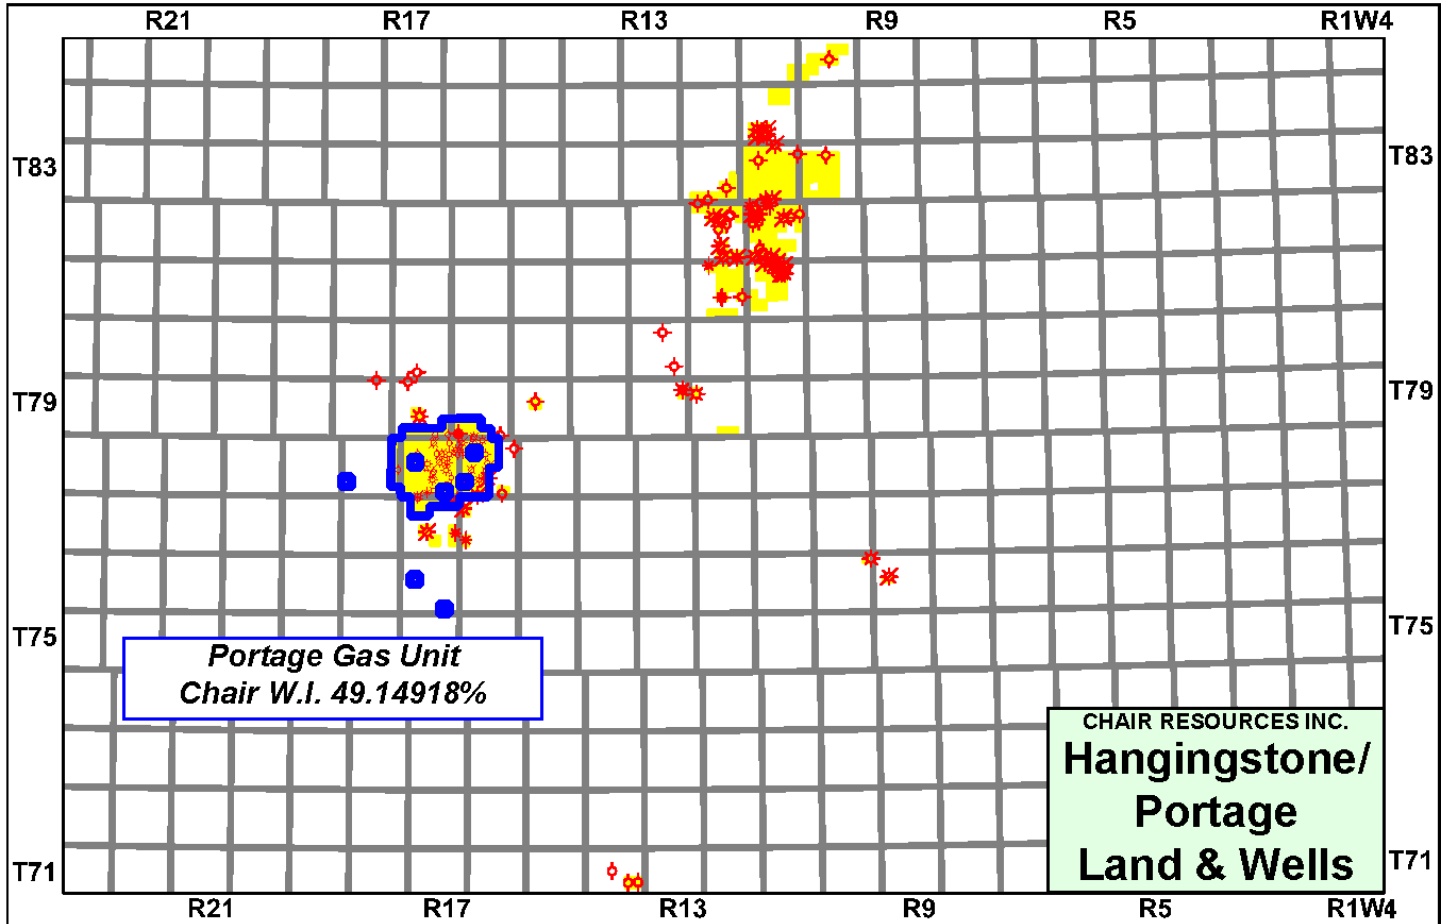 R21 R17 R13 R9 R5 R1W4
T83 T83
T79 T79
T75 T75
Portage Gas Unit
Chair W.I. 49.14918%
CHAIR RESOURCES INC.
Hangingstone/
Portage
Land & Wells
T71 T71
R21 R17 R13 R9 R5 R1W4